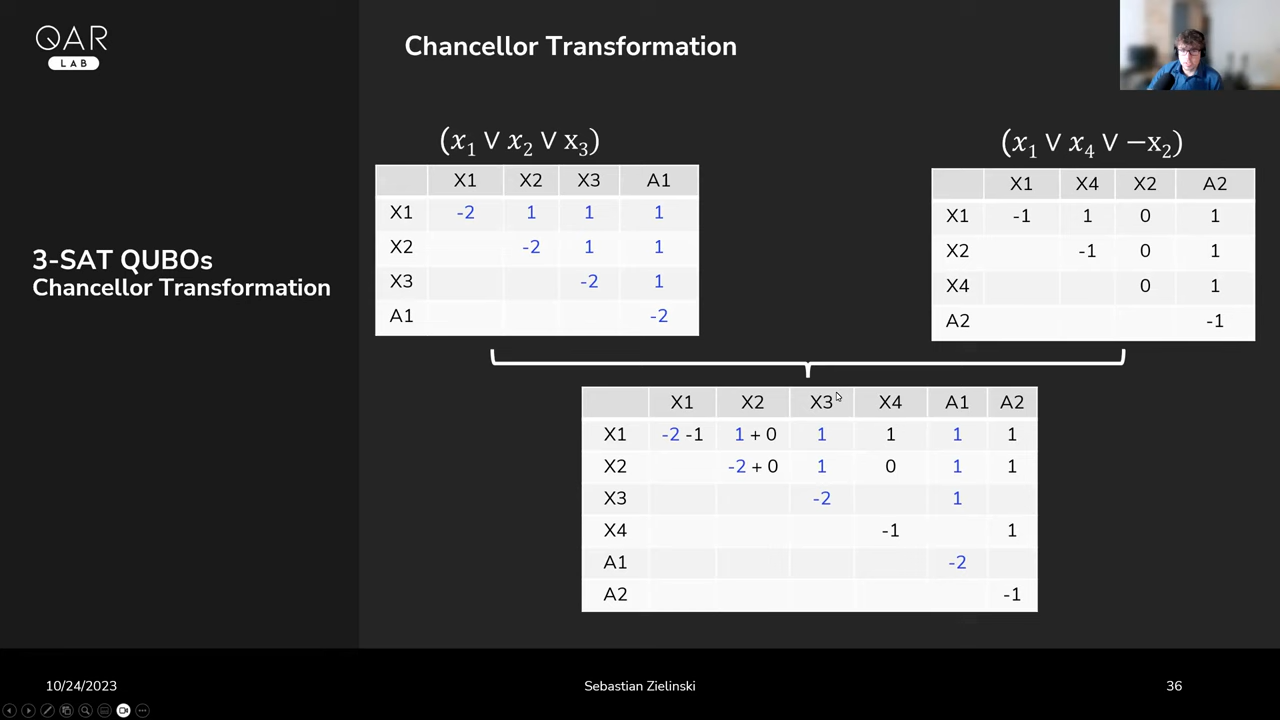 QAR
LAB
Chancellor Transformation
3-SAT QUBOs
Chancellor Transformation
(x₁ ∨ x₂ ∨ x₃)
X1 X2 X3 A1
X1 -2 1 1 1
X2 -2 1 1
X3 -2 1
A1 -2
(x₁ ∨ x₄ ∨ −x₂)
X1 X4 X2 A2
X1 -1 1 0 1
X2 -1 0 1
X4 0 1
A2 -1
X1 X2 X3 X4 A1 A2
X1 -2 -1 1 + 0 1 1 1 1
X2 -2 + 0 1 0 1 1
X3 -2 1
X4 -1 1
A1 -2
A2 -1
10/24/2023 Sebastian Zielinski 36